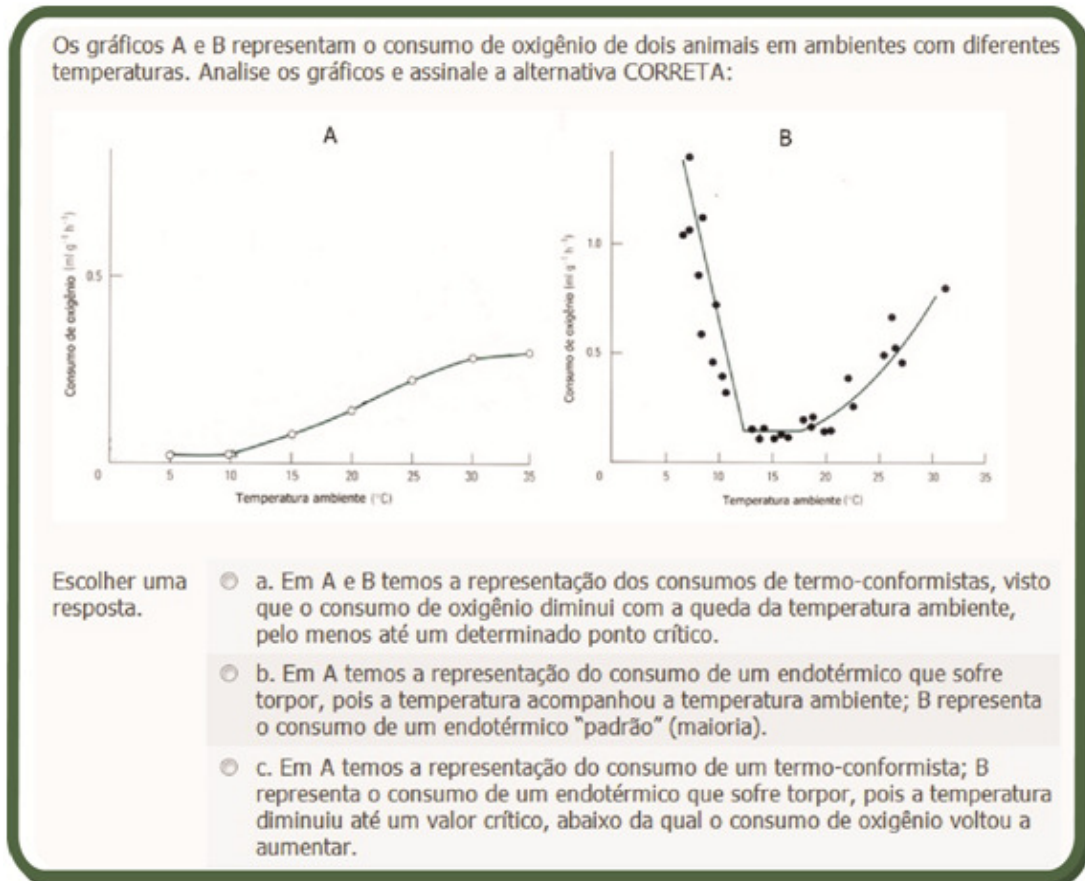 Os gráficos A e B representam o consumo de oxigênio de dois animais em ambientes com diferentes
temperaturas. Analise os gráficos e assinale a alternativa CORRETA:
A
Consumo de oxigênio (ml g⁻¹ h⁻¹)
0.5
0
5
10
15
20
25
30
35
Temperatura ambiente (°C)
B
Consumo de oxigênio (ml g⁻¹ h⁻¹)
1.0
0.5
0
5
10
15
20
25
30
35
Temperatura ambiente (°C)
Escolher uma
resposta.
a. Em A e B temos a representação dos consumos de termo-conformistas, visto
que o consumo de oxigênio diminui com a queda da temperatura ambiente,
pelo menos até um determinado ponto crítico.
b. Em A temos a representação do consumo de um endotérmico que sofre
torpor, pois a temperatura acompanhou a temperatura ambiente; B representa
o consumo de um endotérmico "padrão" (maioria).
c. Em A temos a representação do consumo de um termo-conformista; B
representa o consumo de um endotérmico que sofre torpor, pois a temperatura
diminuiu até um valor crítico, abaixo da qual o consumo de oxigênio voltou a
aumentar.